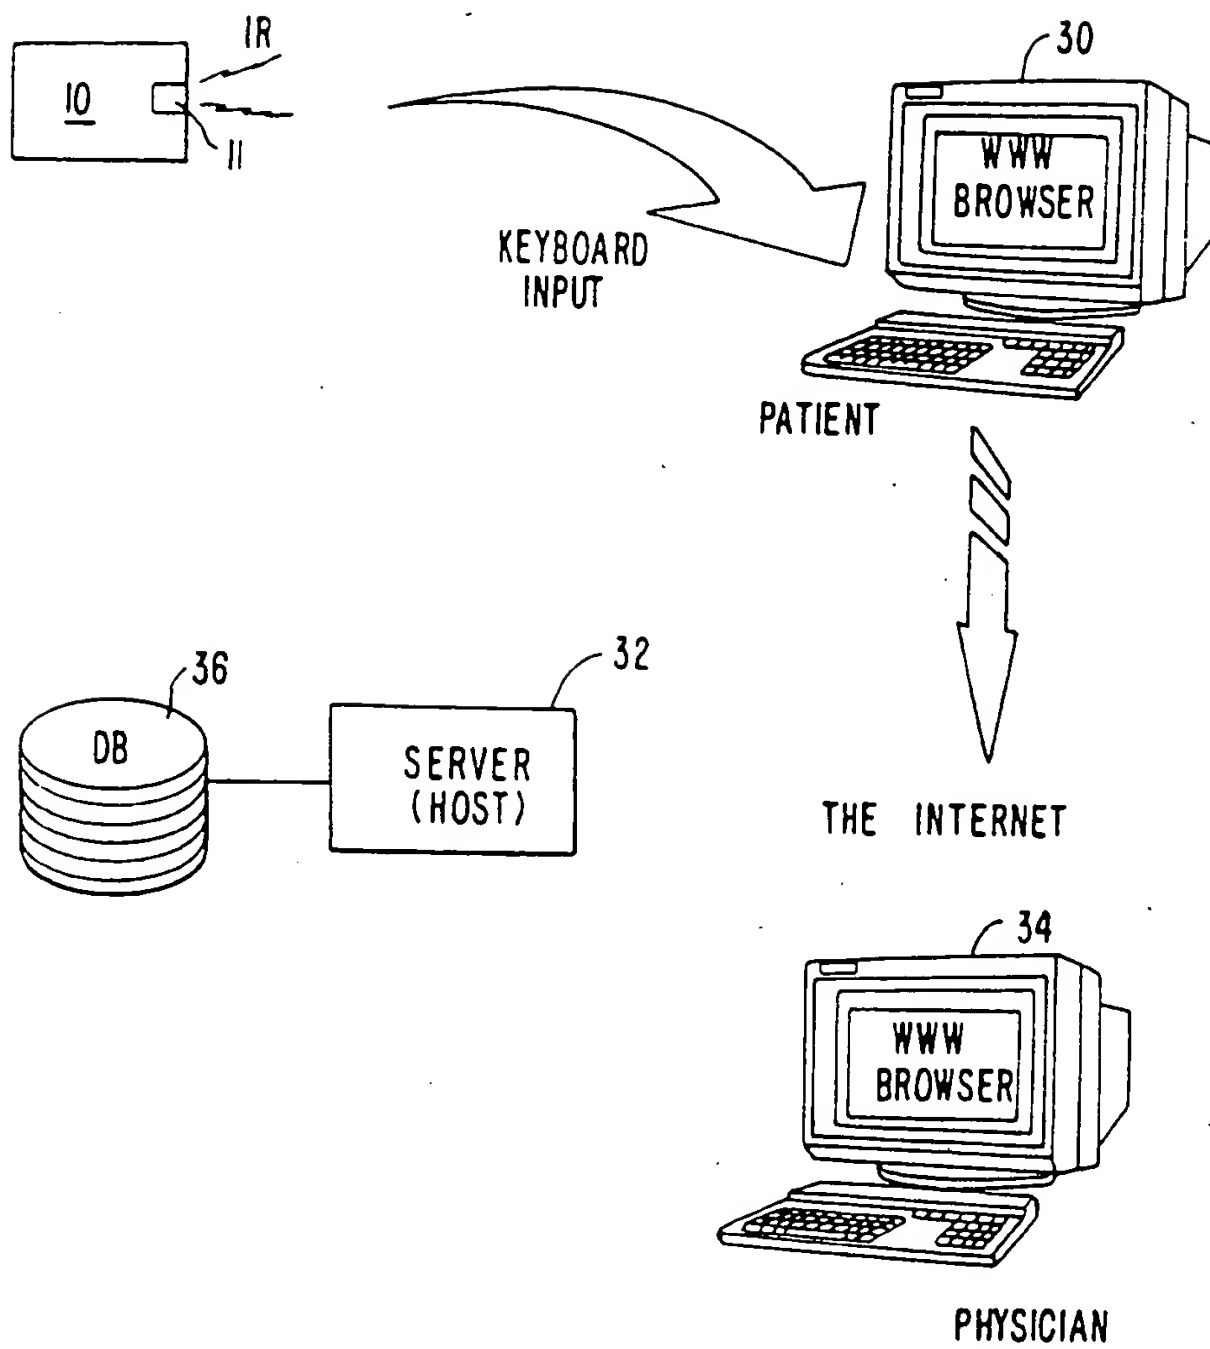 IR
10
11
30
WWW
BROWSER
KEYBOARD
INPUT
PATIENT
36
DB
32
SERVER
(HOST)
THE INTERNET
34
WWW
BROWSER
PHYSICIAN